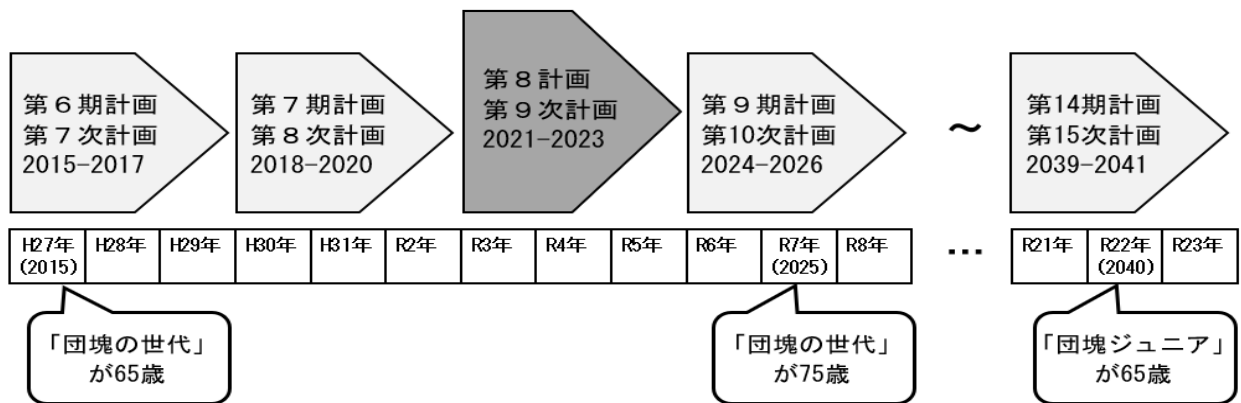 第６期計画
第７次計画
2015-2017
第７期計画
第８次計画
2018-2020
第８計画
第９次計画
2021-2023
第９期計画
第10次計画
2024-2026
～
第14期計画
第15次計画
2039-2041
H27年
(2015)
H28年
H29年
H30年
H31年
R2年
R3年
R4年
R5年
R6年
R7年
(2025)
R8年
…
R21年
R22年
(2040)
R23年
「団塊の世代」
が65歳
「団塊の世代」
が75歳
「団塊ジュニア」
が65歳